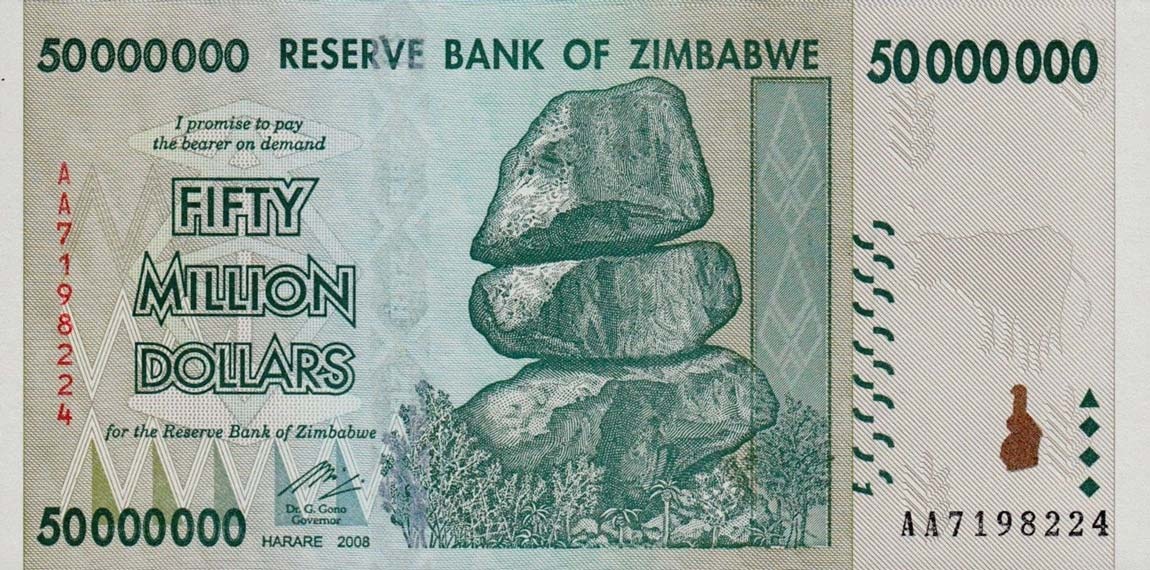 50000000 RESERVE BANK OF ZIMBABWE 50000000
I promise to pay
the bearer on demand
FIFTY
MILLION
DOLLARS
for the Reserve Bank of Zimbabwe
Dr. G. Gono
Governor
50000000 HARARE 2008
AA7198224
AA7198224